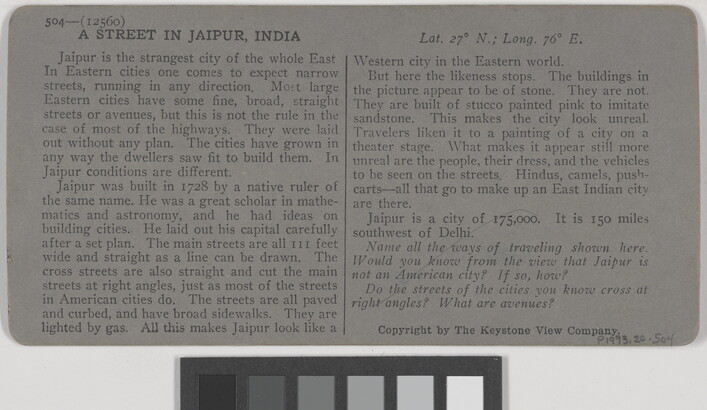 504—(12560)
A STREET IN JAIPUR, INDIA
Lat. 27° N.; Long. 76° E.
Jaipur is the strangest city of the whole East
In Eastern cities one comes to expect narrow
streets, running in any direction. Most large
Eastern cities have some fine, broad, straight
streets or avenues, but this is not the rule in the
case of most of the highways. They were laid
out without any plan. The cities have grown in
any way the dwellers saw fit to build them. In
Jaipur conditions are different.
Jaipur was built in 1728 by a native ruler of
the same name. He was a great scholar in mathe-
matics and astronomy, and he had ideas on
building cities. He laid out his capital carefully
after a set plan. The main streets are all 111 feet
wide and straight as a line can be drawn. The
cross streets are also straight and cut the main
streets at right angles, just as most of the streets
in American cities do. The streets are all paved
and curbed, and have broad sidewalks. They are
lighted by gas. All this makes Jaipur look like a
Western city in the Eastern world.
But here the likeness stops. The buildings in
the picture appear to be of stone. They are not.
They are built of stucco painted pink to imitate
sandstone. This makes the city look unreal.
Travelers liken it to a painting of a city on a
theater stage. What makes it appear still more
unreal are the people, their dress, and the vehicles
to be seen on the streets. Hindus, camels, push-
carts—all that go to make up an East Indian city
are there.
Jaipur is a city of 175,000. It is 150 miles
southwest of Delhi.
Name all the ways of traveling shown here.
Would you know from the view that Jaipur is
not an American city? If so, how?
Do the streets of the cities you know cross at
right angles? What are avenues?
Copyright by The Keystone View Company.
P1993.20.504